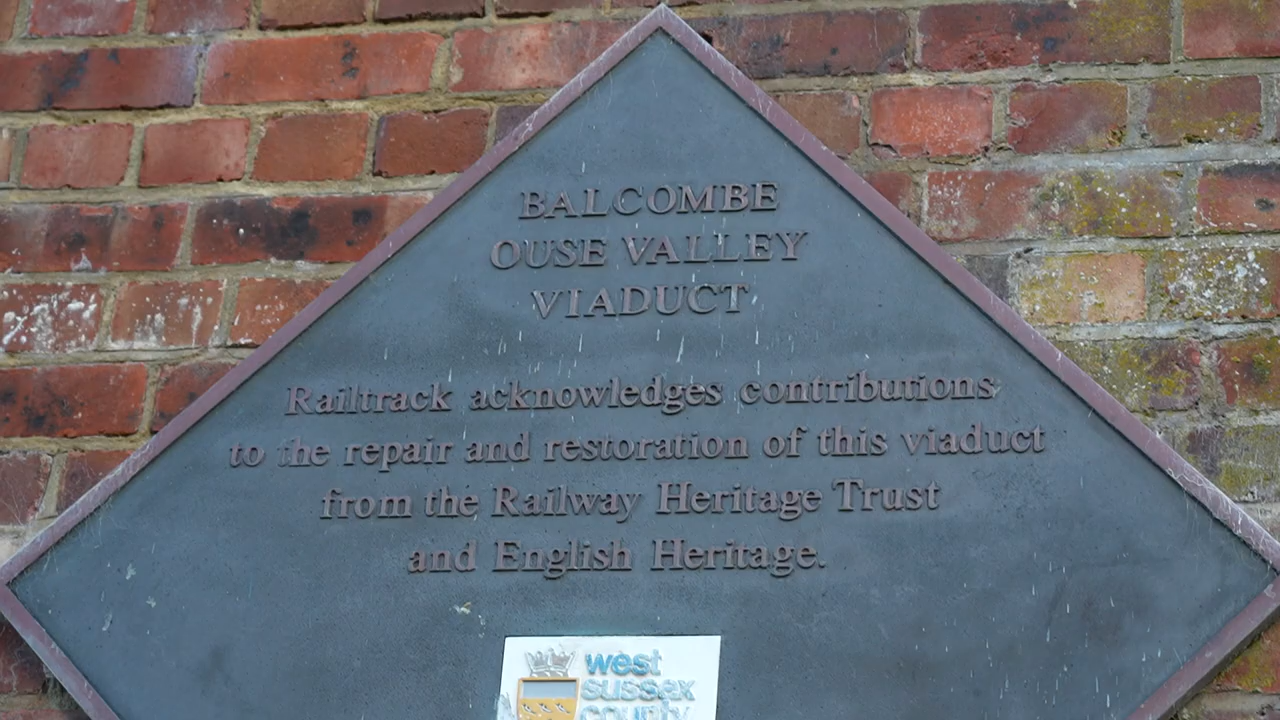 BALCOMBE
OUSE VALLEY
VIADUCT
Railtrack acknowledges contributions
to the repair and restoration of this viaduct
from the Railway Heritage Trust
and English Heritage.
west
sussex
county